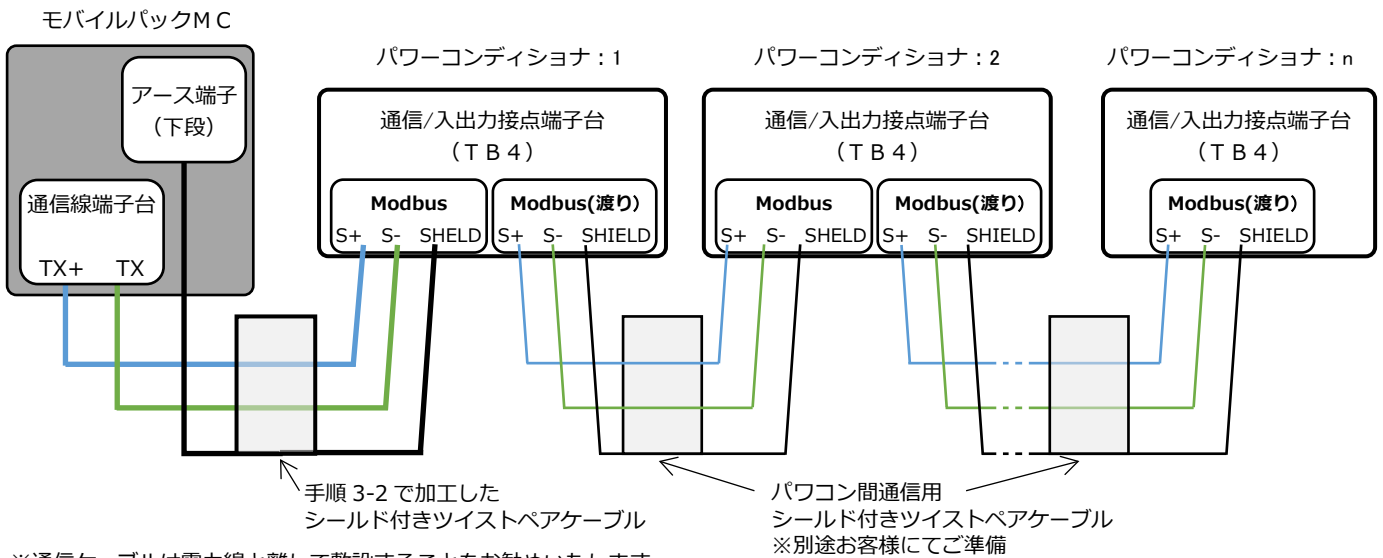 モバイルパックＭＣ
アース端子
（下段）
通信線端子台
TX+ TX
パワーコンディショナ：1
通信/入出力接点端子台
（ＴＢ４）
Modbus
S+ S- SHELD
Modbus(渡り)
S+ S- SHIELD
パワーコンディショナ：2
通信/入出力接点端子台
（ＴＢ４）
Modbus
S+ S- SHELD
Modbus(渡り)
S+ S- SHIELD
パワーコンディショナ：n
通信/入出力接点端子台
（ＴＢ４）
Modbus(渡り)
S+ S- SHIELD
手順 3-2 で加工した
シールド付きツイストペアケーブル
パワコン間通信用
シールド付きツイストペアケーブル
※別途お客様にてご準備